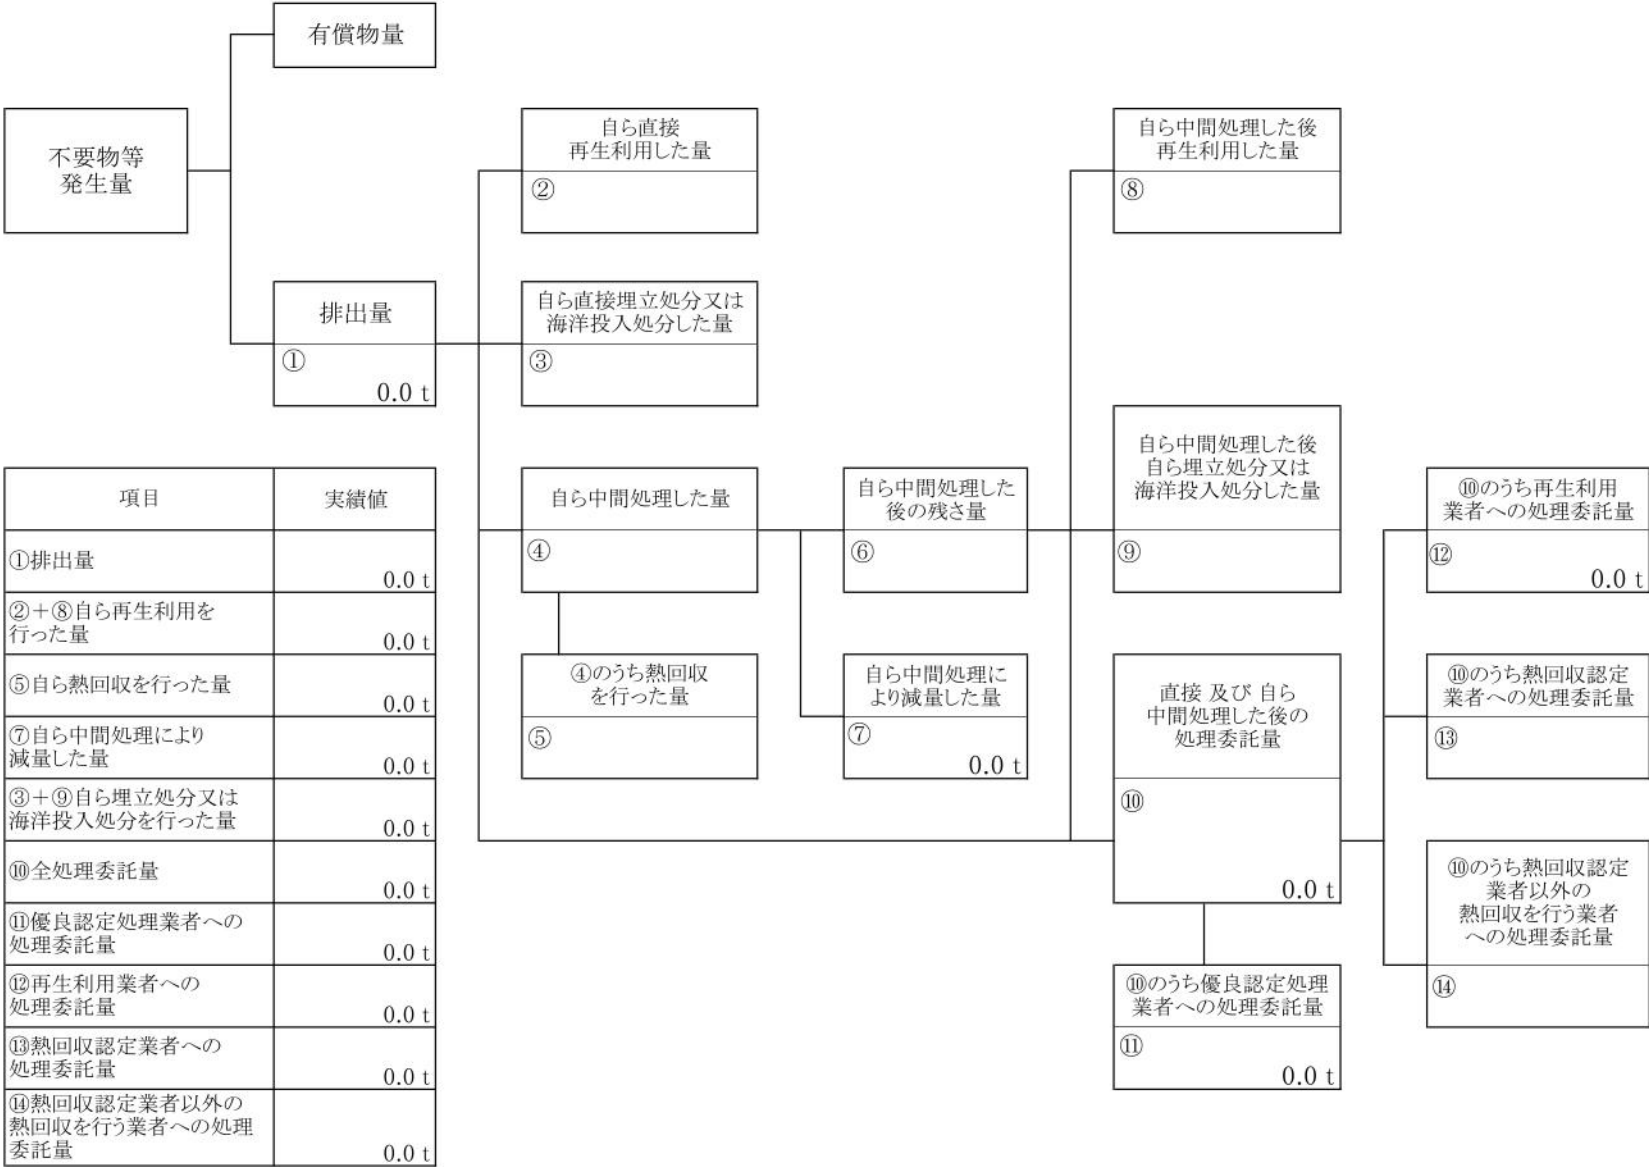 有償物量
不要物等
発生量
自ら直接
再生利用した量
②
自ら中間処理した後
再生利用した量
⑧
排出量
①
0.0 t
自ら直接埋立処分又は
海洋投入処分した量
③
自ら中間処理した量
④
自ら中間処理した
後の残さ量
⑥
自ら中間処理した後
自ら埋立処分又は
海洋投入処分した量
⑨
⑩のうち再生利用
業者への処理委託量
⑫
0.0 t
④のうち熱回収
を行った量
⑤
自ら中間処理に
より減量した量
⑦
0.0 t
直接 及び 自ら
中間処理した後の
処理委託量
⑩
0.0 t
⑩のうち熱回収認定
業者への処理委託量
⑬
⑩のうち熱回収認定
業者以外の
熱回収を行う業者
への処理委託量
⑭
⑩のうち優良認定処理
業者への処理委託量
⑪
0.0 t
項目 実績値
①排出量
0.0 t
②＋⑧自ら再生利用を
行った量
0.0 t
⑤自ら熱回収を行った量
0.0 t
⑦自ら中間処理により
減量した量
0.0 t
③＋⑨自ら埋立処分又は
海洋投入処分を行った量
0.0 t
⑩全処理委託量
0.0 t
⑪優良認定処理業者への
処理委託量
0.0 t
⑫再生利用業者への
処理委託量
0.0 t
⑬熱回収認定業者への
処理委託量
0.0 t
⑭熱回収認定業者以外の
熱回収を行う業者への処理
委託量
0.0 t